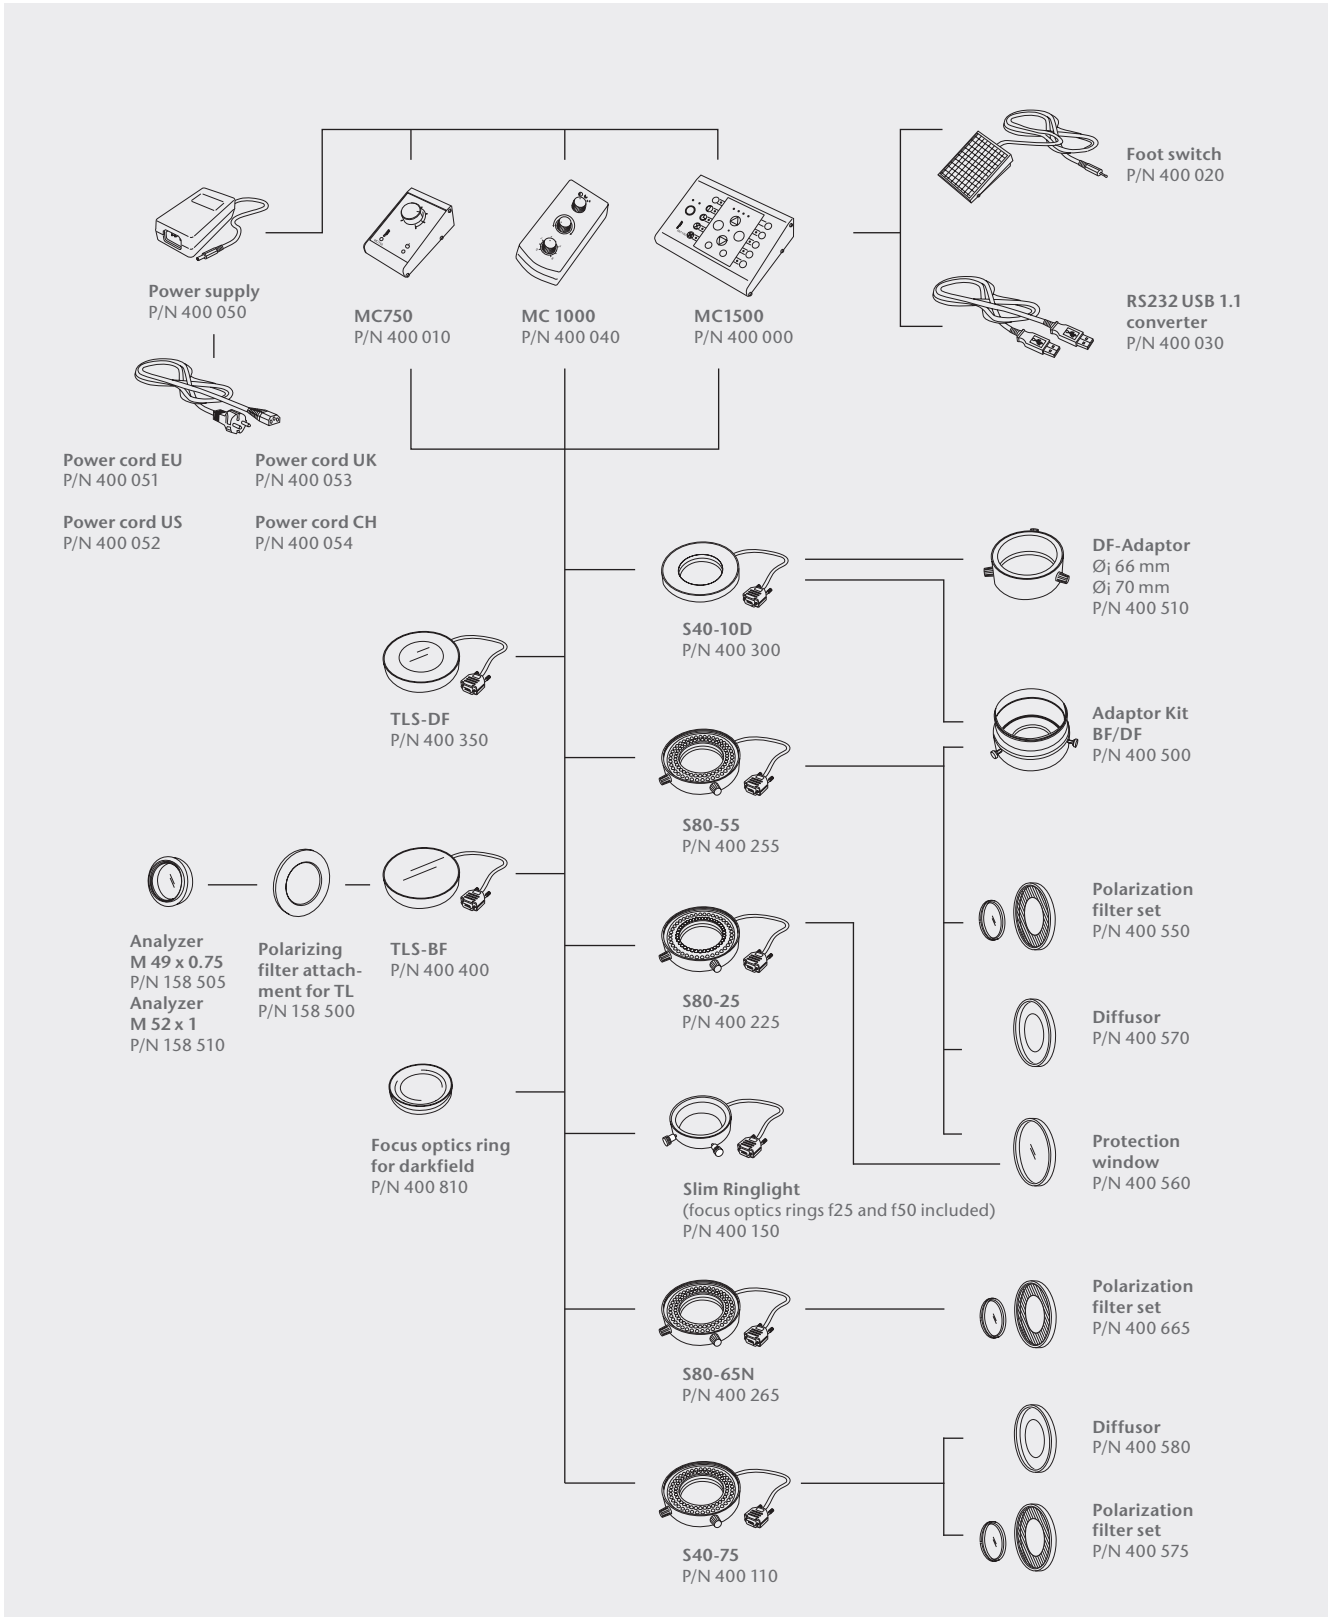 Foot switch
P/N 400 020
Power supply
P/N 400 050
MC750
P/N 400 010
MC 1000
P/N 400 040
MC1500
P/N 400 000
RS232 USB 1.1
converter
P/N 400 030
Power cord EU
P/N 400 051
Power cord UK
P/N 400 053
Power cord US
P/N 400 052
Power cord CH
P/N 400 054
S40-10D
P/N 400 300
DF-Adaptor
Ø¡ 66 mm
Ø¡ 70 mm
P/N 400 510
TLS-DF
P/N 400 350
Adaptor Kit
BF/DF
P/N 400 500
S80-55
P/N 400 255
Analyzer
M 49 x 0.75
P/N 158 505
Analyzer
M 52 x 1
P/N 158 510
Polarizing
filter attach-
ment for TL
P/N 158 500
TLS-BF
P/N 400 400
Polarization
filter set
P/N 400 550
S80-25
P/N 400 225
Diffusor
P/N 400 570
Focus optics ring
for darkfield
P/N 400 810
Slim Ringlight
(focus optics rings f25 and f50 included)
P/N 400 150
Protection
window
P/N 400 560
S80-65N
P/N 400 265
Polarization
filter set
P/N 400 665
Diffusor
P/N 400 580
S40-75
P/N 400 110
Polarization
filter set
P/N 400 575